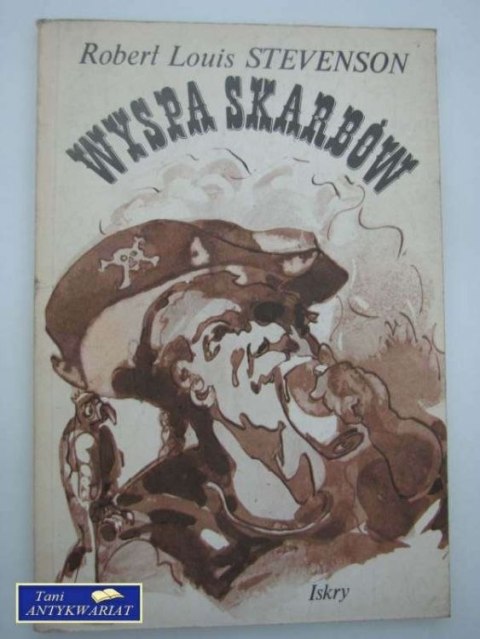 Robert Louis STEVENSON
WYSPA SKARBÓW
Iskry
Tani
ANTYKWARIAT